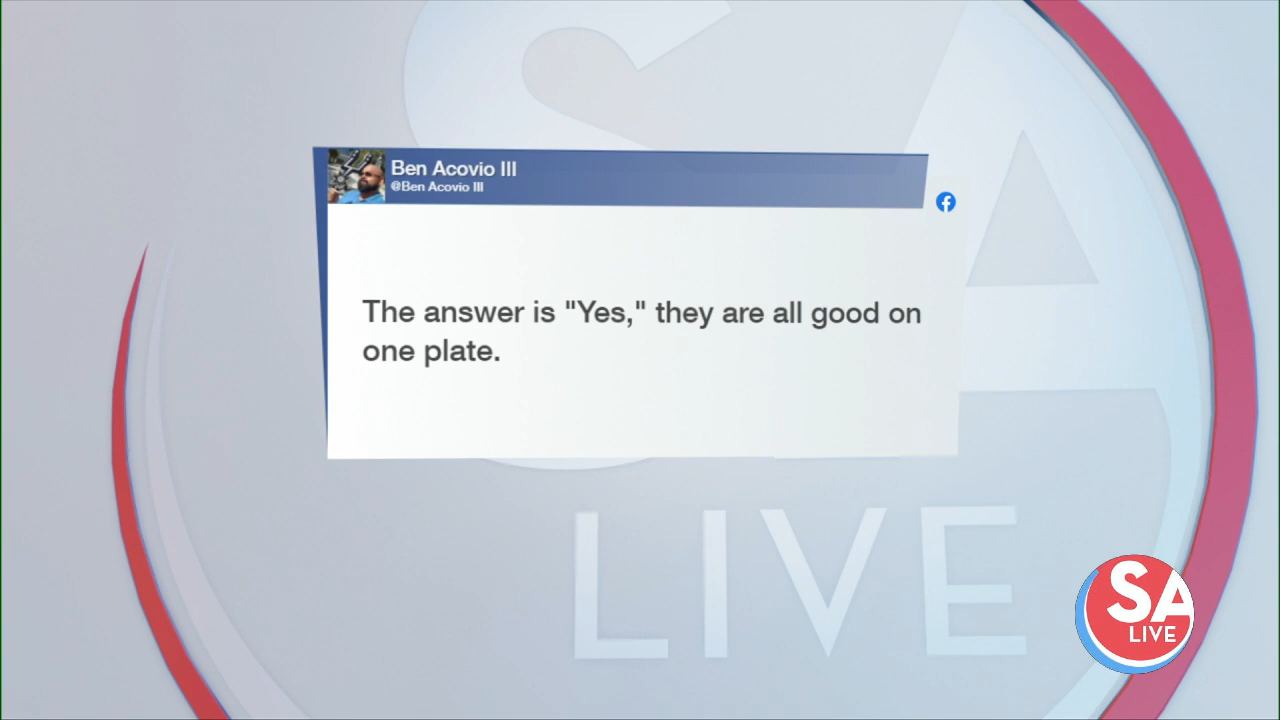 SA
Ben Acovio III
@Ben Acovio III
The answer is "Yes," they are all good on
one plate.
LIVE
SA
LIVE